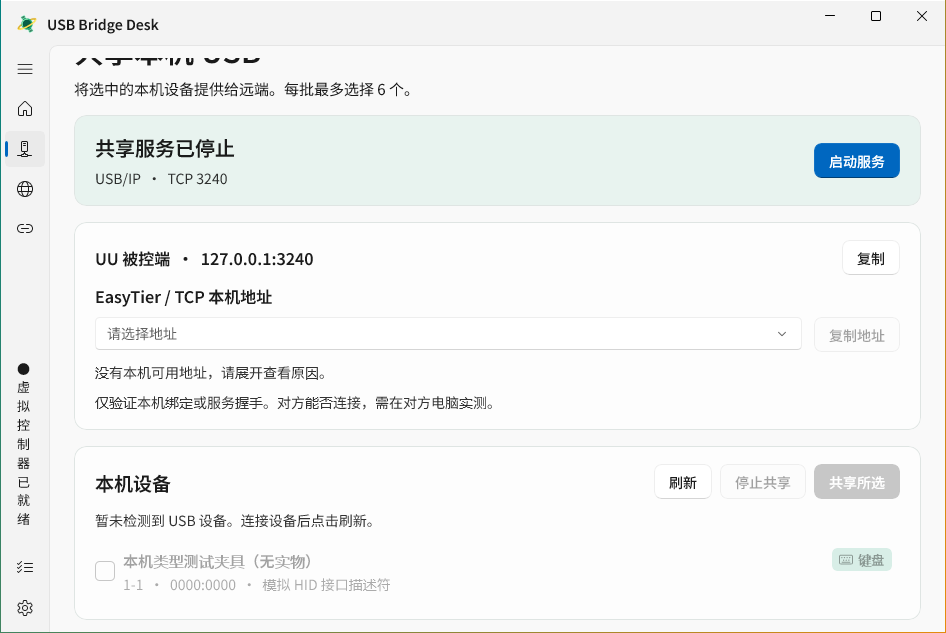 USB Bridge Desk
共享本机 USB
将选中的本机设备提供给远端。每批最多选择 6 个。
共享服务已停止
USB/IP • TCP 3240
启动服务
UU 被控端 • 127.0.0.1:3240
复制
EasyTier / TCP 本机地址
请选择地址
复制地址
没有本机可用地址，请展开查看原因。
仅验证本机绑定或服务握手。对方能否连接，需在对方电脑实测。
虚拟控制器已就绪
本机设备
刷新
停止共享
共享所选
暂未检测到 USB 设备。连接设备后点击刷新。
本机类型测试夹具（无实物）
键盘
1-1 • 0000:0000 • 模拟 HID 接口描述符